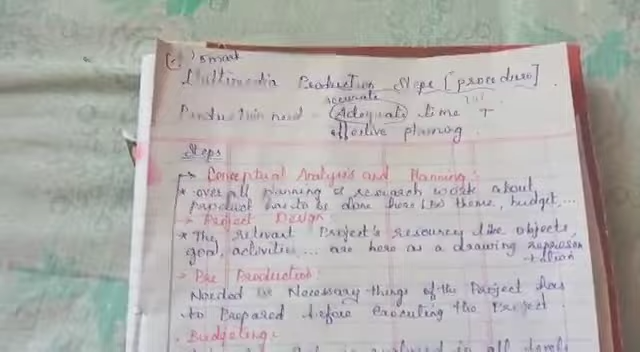 smart
Multimedia Production Steps [procedure]
accurate
Production need Adequate time +
effective planning
Steps
→ Conceptual Analysis and Planning:
* over all planning & research work about
product has to be done here like theme, budget,...
→ Project Design:
* The relevant Project's resources like objects,
goal, activities... are here as a drawing represen
-tation
→ Pre Production
Needed Necessary things of the Project has
to Prepared before executing the Project.
Budgeting:
in all levels